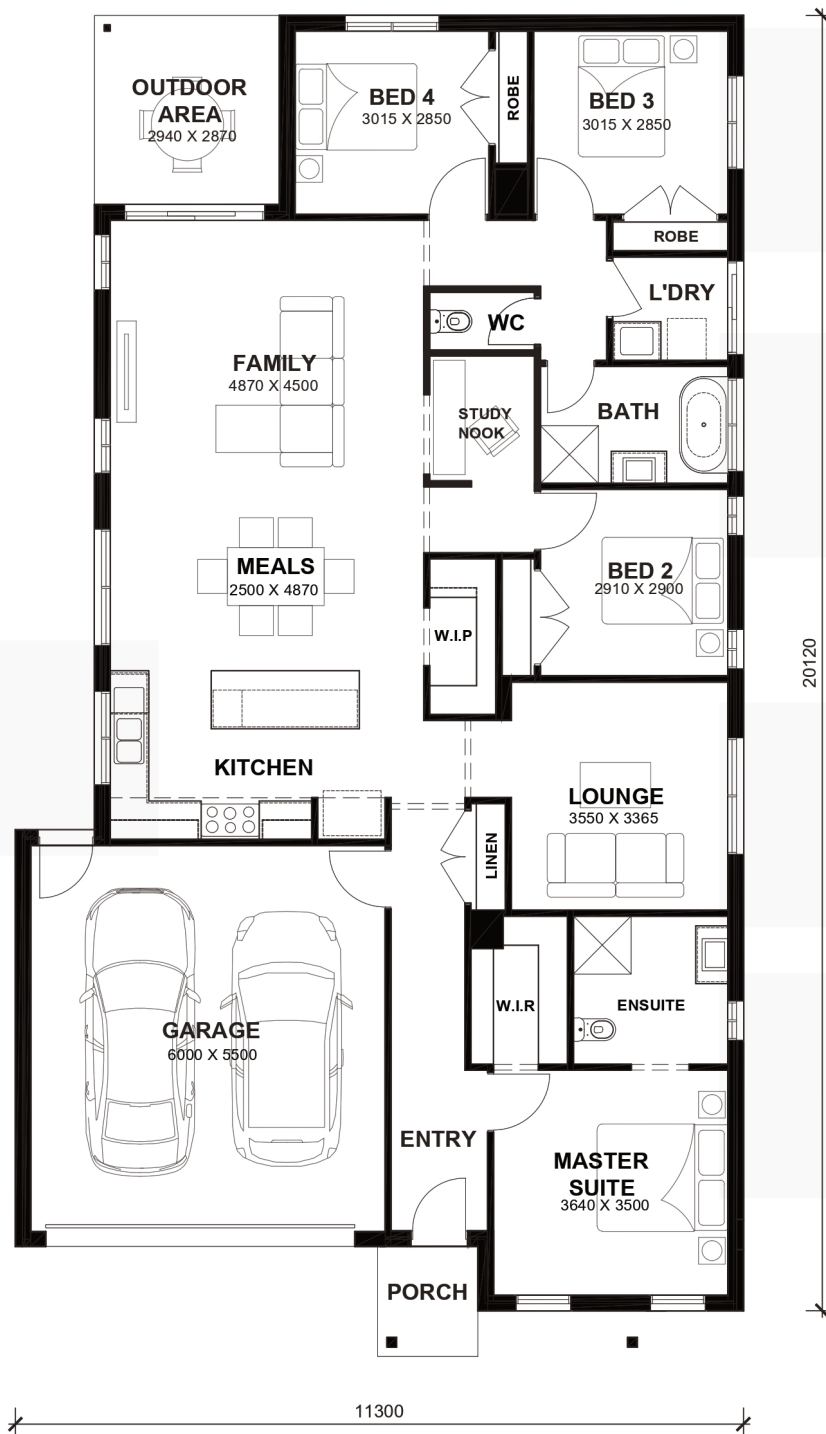 OUTDOOR
AREA
2940 X 2870
BED 4
3015 X 2850
ROBE
BED 3
3015 X 2850
ROBE
L'DRY
WC
FAMILY
4870 X 4500
STUDY
NOOK
BATH
MEALS
2500 X 4870
BED 2
2910 X 2900
W.I.P
20120
KITCHEN
LOUNGE
3550 X 3365
LINEN
W.I.R
ENSUITE
GARAGE
6000 X 5500
ENTRY
MASTER
SUITE
3640 X 3500
PORCH
11300